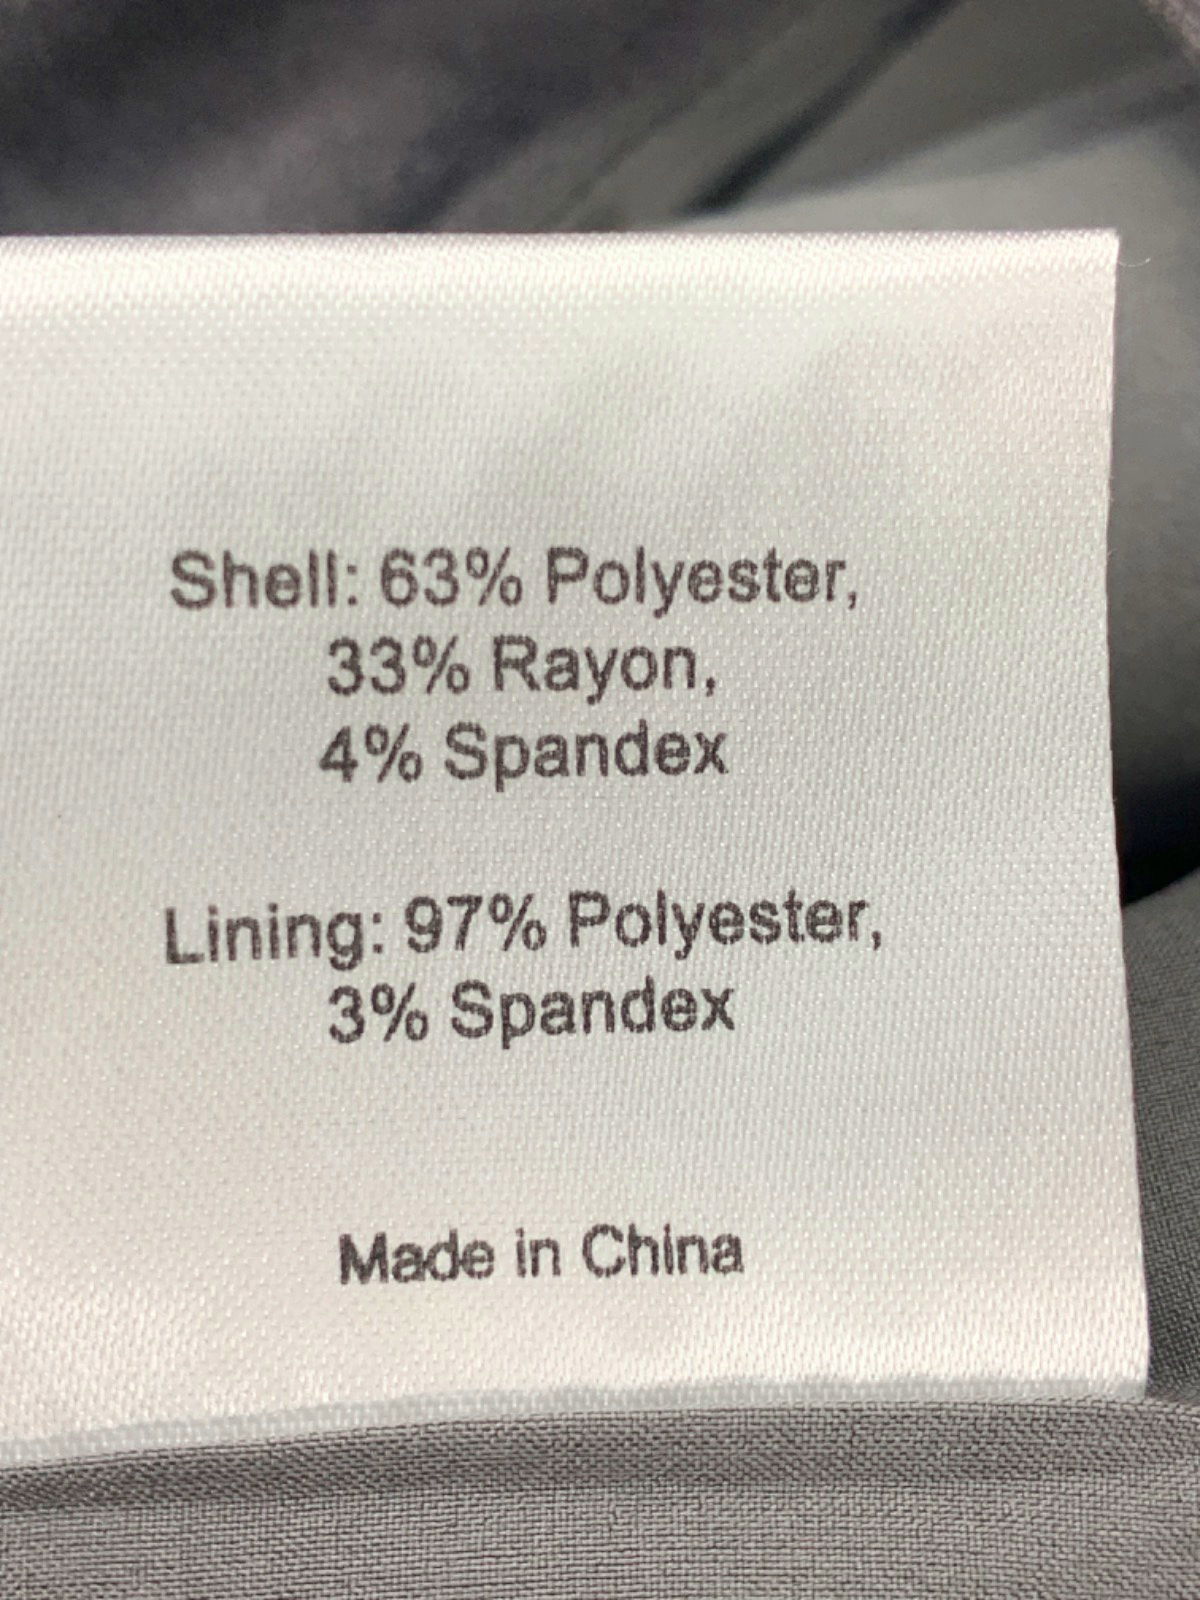 Shell: 63% Polyester,
33% Rayon,
4% Spandex
Lining: 97% Polyester,
3% Spandex
Made in China